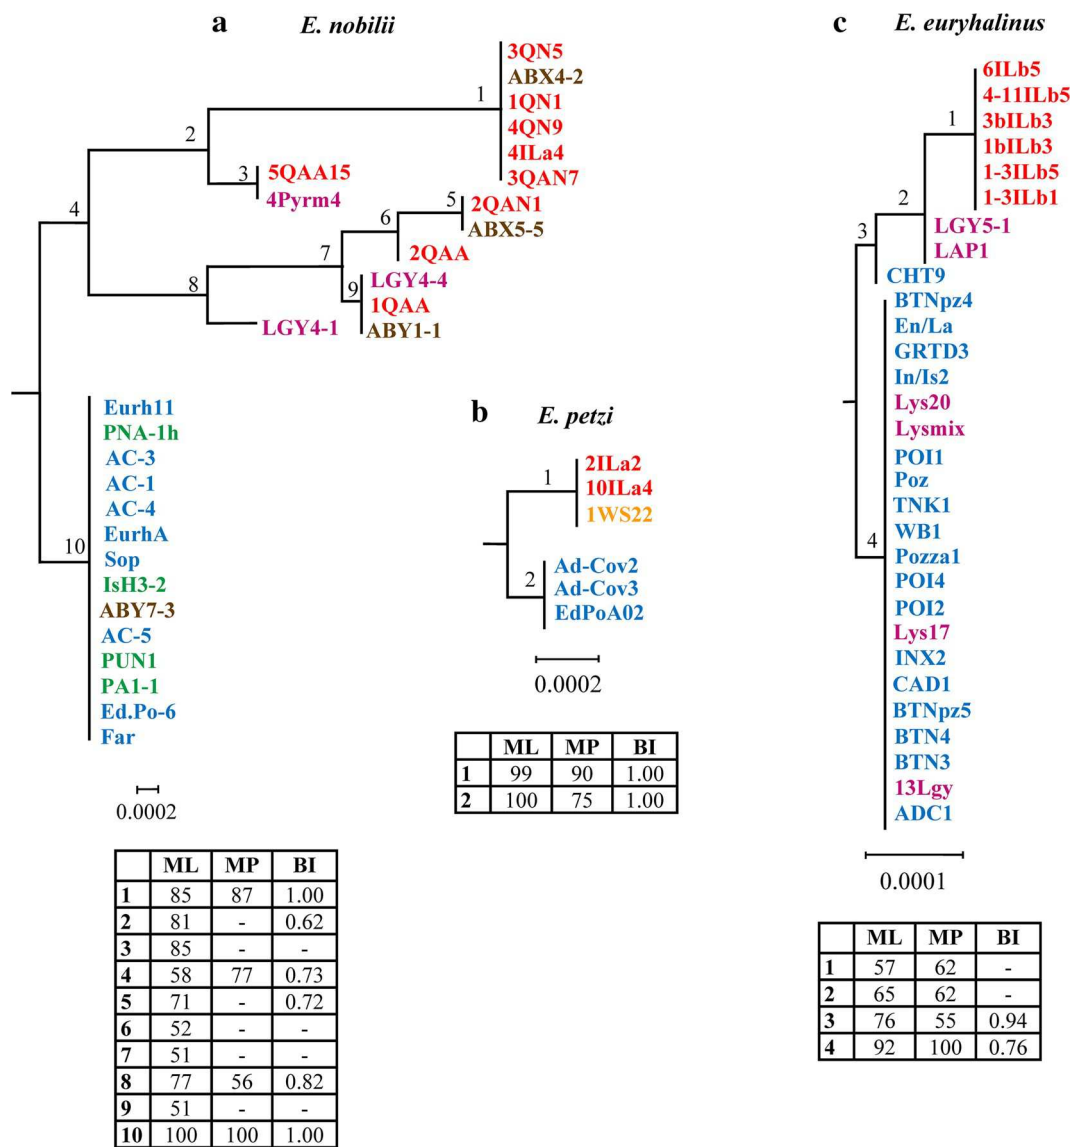 a
E. nobilii
3QN5
ABX4-2
1
1QN1
4QN9
4ILa4
3QAN7
2
3
5QAA15
4Pyrm4
4
5
2QAN1
ABX5-5
6
2QAA
7
LGY4-4
8
9
1QAA
ABY1-1
LGY4-1
Eurh11
PNA-1h
AC-3
AC-1
AC-4
EurhA
10
Sop
IsH3-2
ABY7-3
AC-5
PUN1
PA1-1
Ed.Po-6
Far
0.0002
ML MP BI
1 85 87 1.00
2 81 - 0.62
3 85 - -
4 58 77 0.73
5 71 - 0.72
6 52 - -
7 51 - -
8 77 56 0.82
9 51 - -
10 100 100 1.00
b
E. petzi
2ILa2
1
10ILa4
1WS22
Ad-Cov2
2
Ad-Cov3
EdPoA02
0.0002
ML MP BI
1 99 90 1.00
2 100 75 1.00
c
E. euryhalinus
6ILb5
4-11ILb5
1
3bILb3
1bILb3
1-3ILb5
1-3ILb1
2
LGY5-1
3
LAP1
CHT9
BTNpz4
En/La
GRTD3
In/Is2
Lys20
Lysmix
POI1
Poz
TNK1
WB1
4
Pozza1
POI4
POI2
Lys17
INX2
CAD1
BTNpz5
BTN4
BTN3
13Lgy
ADC1
0.0001
ML MP BI
1 57 62 -
2 65 62 -
3 76 55 0.94
4 92 100 0.76